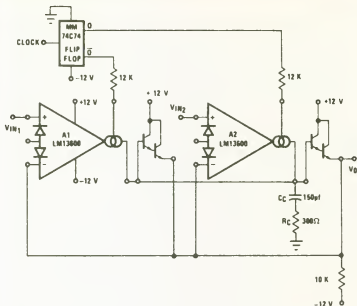 MM
74C74
FLIP
FLOP
O
O
CLOCK
-12 V
12 K
12 K
+12 V
+12 V
+12 V
VIN1
VIN2
+
+
A1
LM13600
A2
LM13600
-
-
-12 V
CC
150pf
RC
300Ω
VO
10 K
-12 V